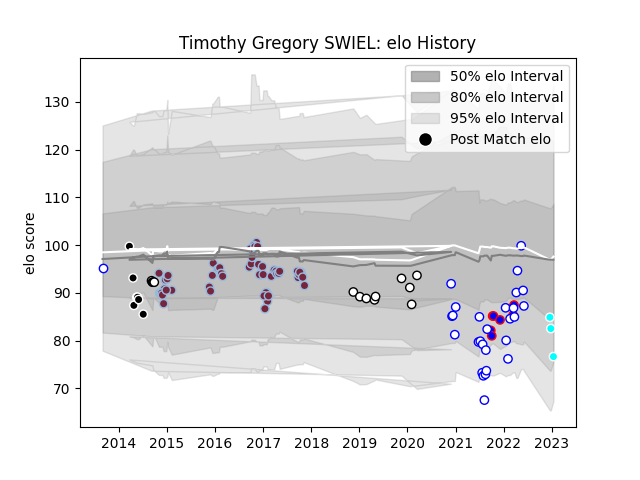 Timothy Gregory SWIEL: elo History
50% elo Interval
80% elo Interval
95% elo Interval
Post Match elo
elo score
130
120
110
100
90
80
70
2014 2015 2016 2017 2018 2019 2020 2021 2022 2023